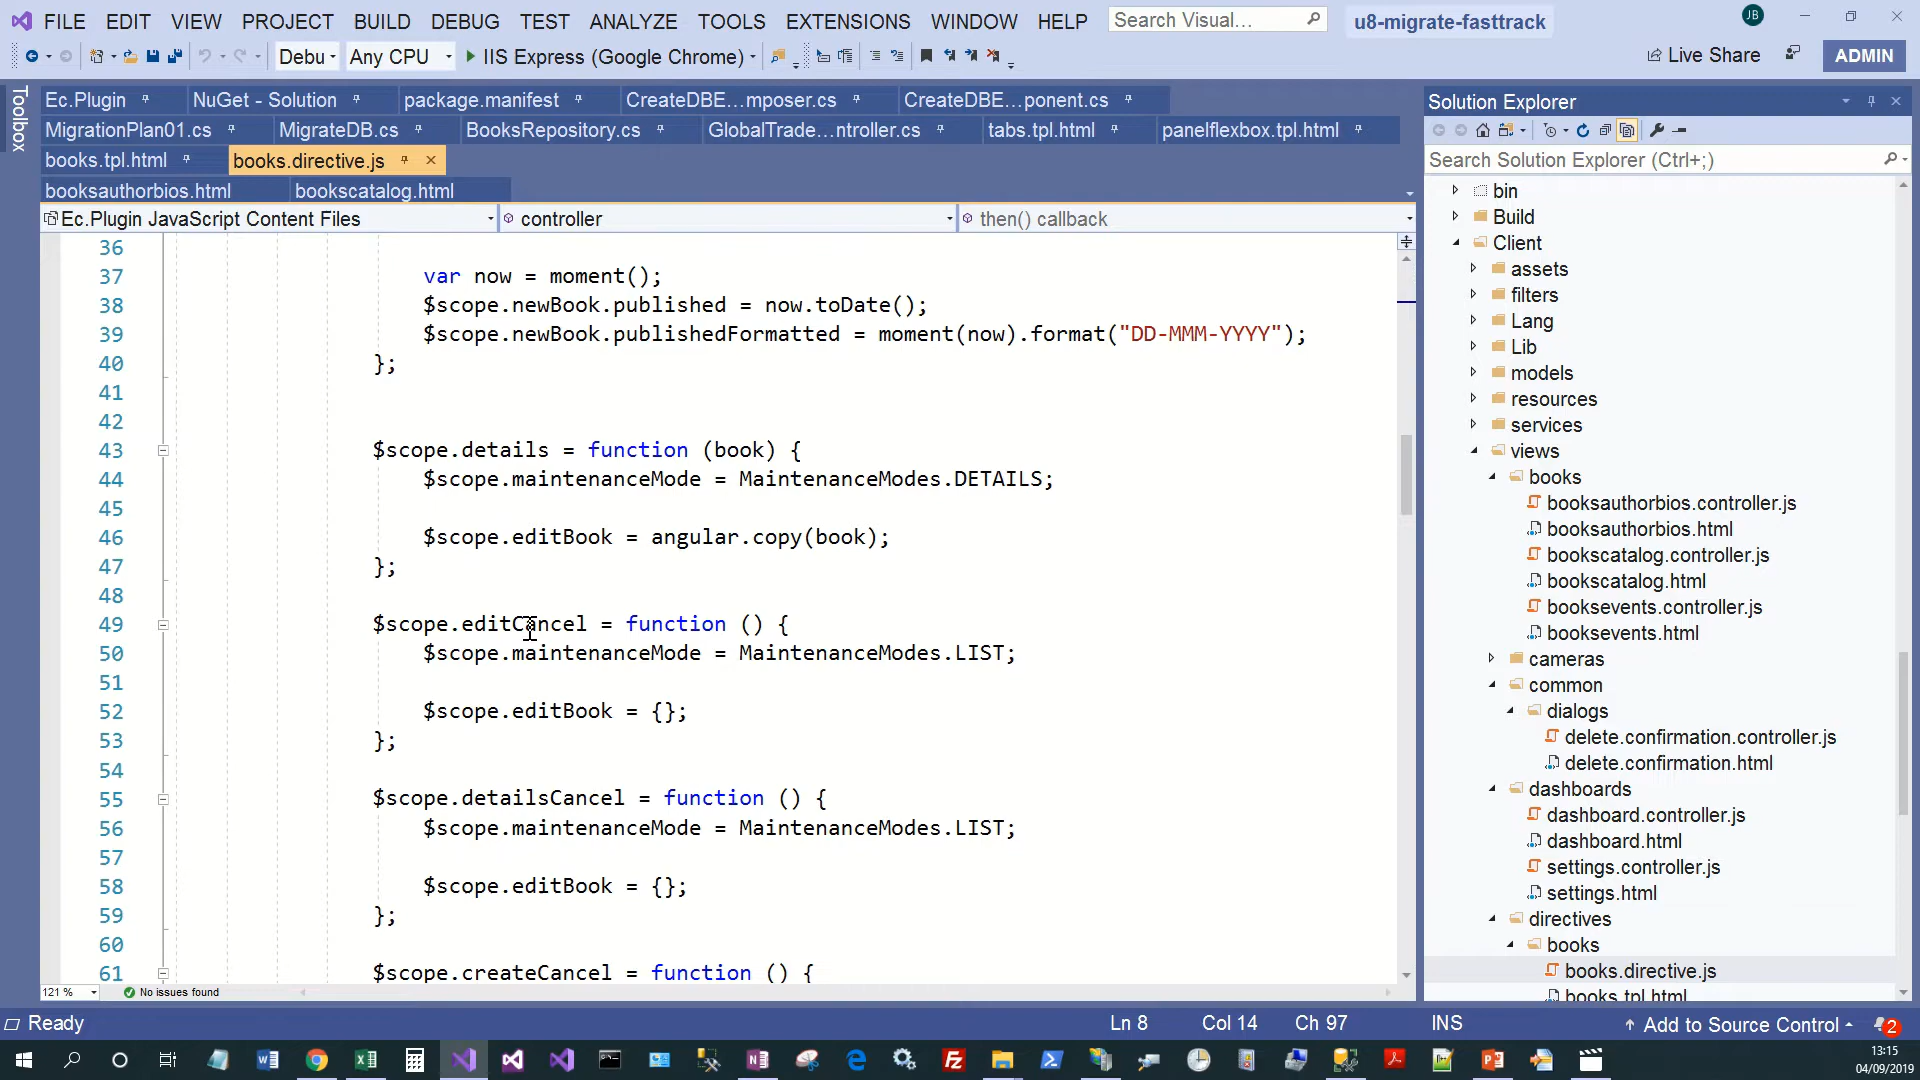 FILE EDIT VIEW PROJECT BUILD DEBUG TEST ANALYZE TOOLS EXTENSIONS WINDOW HELP Search Visual... u8-migrate-fasttrack JB
Debu Any CPU IIS Express (Google Chrome) Live Share ADMIN
Toolbox
Ec.Plugin NuGet - Solution package.manifest CreateDBE...mposer.cs CreateDBE...ponent.cs
MigrationPlan01.cs MigrateDB.cs BooksRepository.cs GlobalTrade...ntroller.cs tabs.tpl.html panelflexbox.tpl.html
books.tpl.html books.directive.js
booksauthorbios.html bookscatalog.html
Ec.Plugin JavaScript Content Files controller then() callback
36
37 var now = moment();
38 $scope.newBook.published = now.toDate();
39 $scope.newBook.publishedFormatted = moment(now).format("DD-MMM-YYYY");
40 };
41
42
43 $scope.details = function (book) {
44 $scope.maintenanceMode = MaintenanceModes.DETAILS;
45
46 $scope.editBook = angular.copy(book);
47 };
48
49 $scope.editCancel = function () {
50 $scope.maintenanceMode = MaintenanceModes.LIST;
51
52 $scope.editBook = {};
53 };
54
55 $scope.detailsCancel = function () {
56 $scope.maintenanceMode = MaintenanceModes.LIST;
57
58 $scope.editBook = {};
59 };
60
61 $scope.createCancel = function () {
121 % No issues found
Solution Explorer
Search Solution Explorer (Ctrl+;)
bin
Build
Client
assets
filters
Lang
Lib
models
resources
services
views
books
booksauthorbios.controller.js
booksauthorbios.html
bookscatalog.controller.js
bookscatalog.html
booksevents.controller.js
booksevents.html
cameras
common
dialogs
delete.confirmation.controller.js
delete.confirmation.html
dashboards
dashboard.controller.js
dashboard.html
settings.controller.js
settings.html
directives
books
books.directive.js
books.tpl.html
Ready Ln 8 Col 14 Ch 97 INS Add to Source Control 2
13:15
04/09/2019